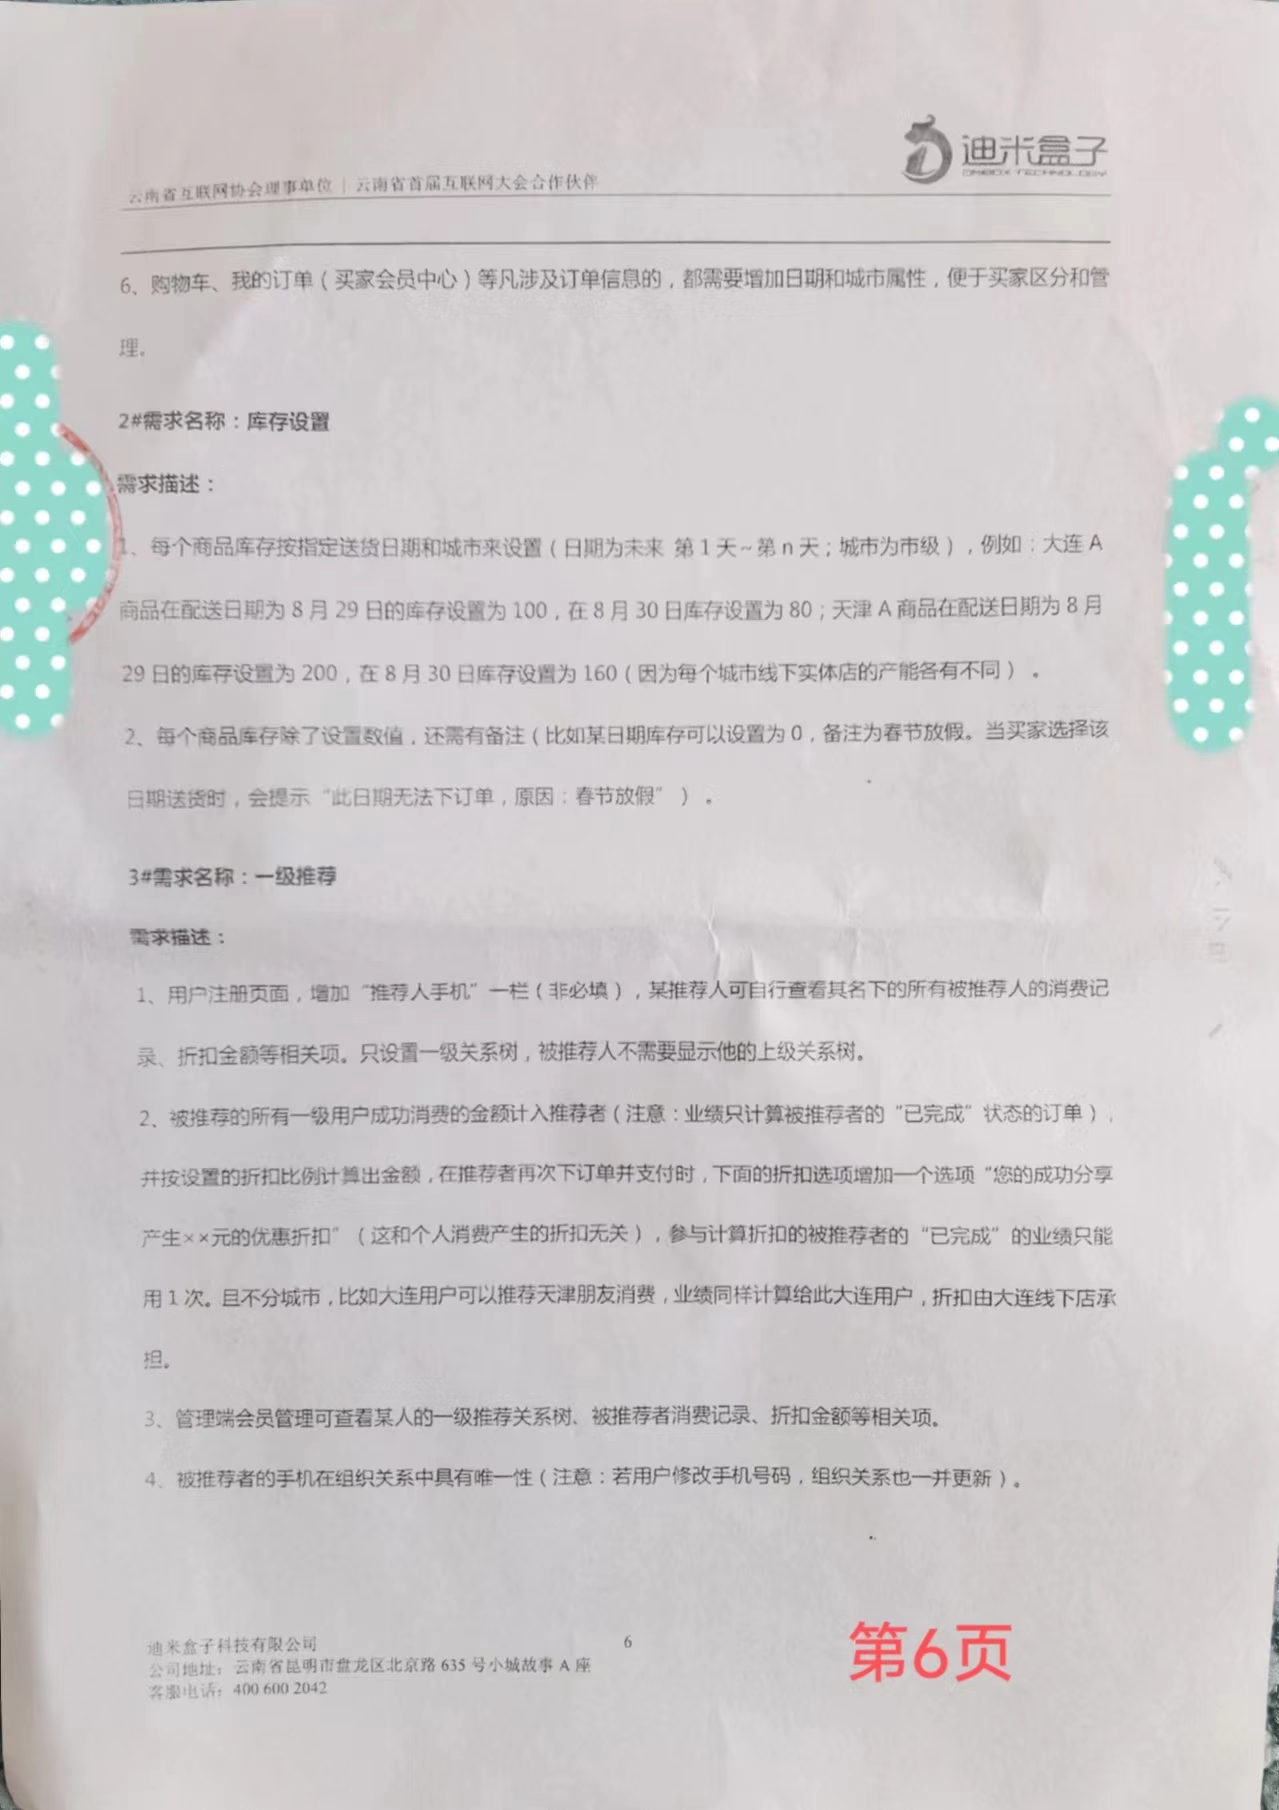 迪米盒子
DIMIBOX TECHNOLOGY
云南省互联网协会理事单位 | 云南省首届互联网大会合作伙伴
6、购物车、我的订单（买家会员中心）等凡涉及订单信息的，都需要增加日期和城市属性，便于买家区分和管
理。
2#需求名称：库存设置
需求描述：
1、每个商品库存按指定送货日期和城市来设置（日期为未来 第 1 天~第 n 天；城市为市级），例如：大连 A
商品在配送日期为 8 月 29 日的库存设置为 100，在 8 月 30 日库存设置为 80；天津 A 商品在配送日期为 8 月
29 日的库存设置为 200，在 8 月 30 日库存设置为 160（因为每个城市线下实体店的产能各有不同）。
2、每个商品库存除了设置数值，还需有备注（比如某日期库存可以设置为 0，备注为春节放假。当买家选择该
日期送货时，会提示“此日期无法下订单，原因：春节放假”）。
3#需求名称：一级推荐
需求描述：
1、用户注册页面，增加“推荐人手机”一栏（非必填），某推荐人可自行查看其名下的所有被推荐人的消费记
录、折扣金额等相关项。只设置一级关系树，被推荐人不需要显示他的上级关系树。
2、被推荐的所有一级用户成功消费的金额计入推荐者（注意：业绩只计算被推荐者的“已完成”状态的订单），
并按设置的折扣比例计算出金额，在推荐者再次下订单并支付时，下面的折扣选项增加一个选项“您的成功分享
产生××元的优惠折扣”（这和个人消费产生的折扣无关），参与计算折扣的被推荐者的“已完成”的业绩只能
用 1 次。且不分城市，比如大连用户可以推荐天津朋友消费，业绩同样计算给此大连用户，折扣由大连线下店承
担。
3、管理端会员管理可查看某人的一级推荐关系树、被推荐者消费记录、折扣金额等相关项。
4、被推荐者的手机在组织关系中具有唯一性（注意：若用户修改手机号码，组织关系也一并更新）。
迪米盒子科技有限公司
公司地址：云南省昆明市盘龙区北京路 635 号小城故事 A 座
客服电话：400 600 2042
6
第6页